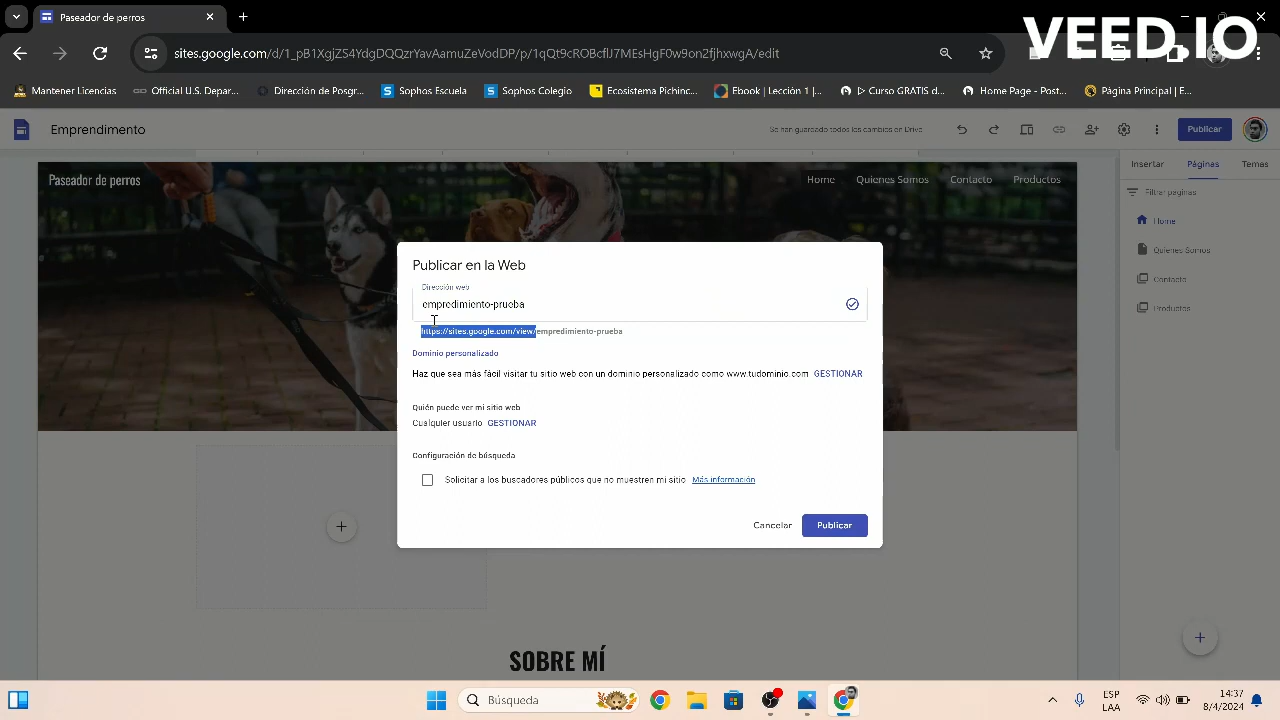 Paseador de perros
VEED.IO
sites.google.com/d/1_pB1XgjZS4YdcOQzCVAamuZeVodDP/p/1qOf9cROBcflJ7MEsHgF0wBon2fjhxwgA/edit
Mantener Licencias
Official U.S. Depar...
Dirección de Posgr...
Sophos Escuela
Sophos Colegio
Ecosistema Pichinc...
Ebook | Lección 1 |...
▷ Curso GRATIS d...
Home Page - Post...
Página Principal | E...
Emprendimiento
Se han guardado todos los cambios en Drive
Publicar
Insertar
Páginas
Temas
Paseador de perros
Home
Quienes Somos
Contacto
Productos
Filtrar páginas
Home
Quienes Somos
Contacto
Productos
Publicar en la Web
Dirección web
empredimiento-prueba
https://sites.google.com/view/empredimiento-prueba
Dominio personalizado
Haz que sea más fácil visitar tu sitio web con un dominio personalizado como www.tudominio.com GESTIONAR
Quién puede ver mi sitio web
Cualquier usuario GESTIONAR
Configuración de búsqueda
Solicitar a los buscadores públicos que no muestren mi sitio Más información
Cancelar
Publicar
SOBRE MÍ
Búsqueda
ESP
LAA
14:37
8/4/2024